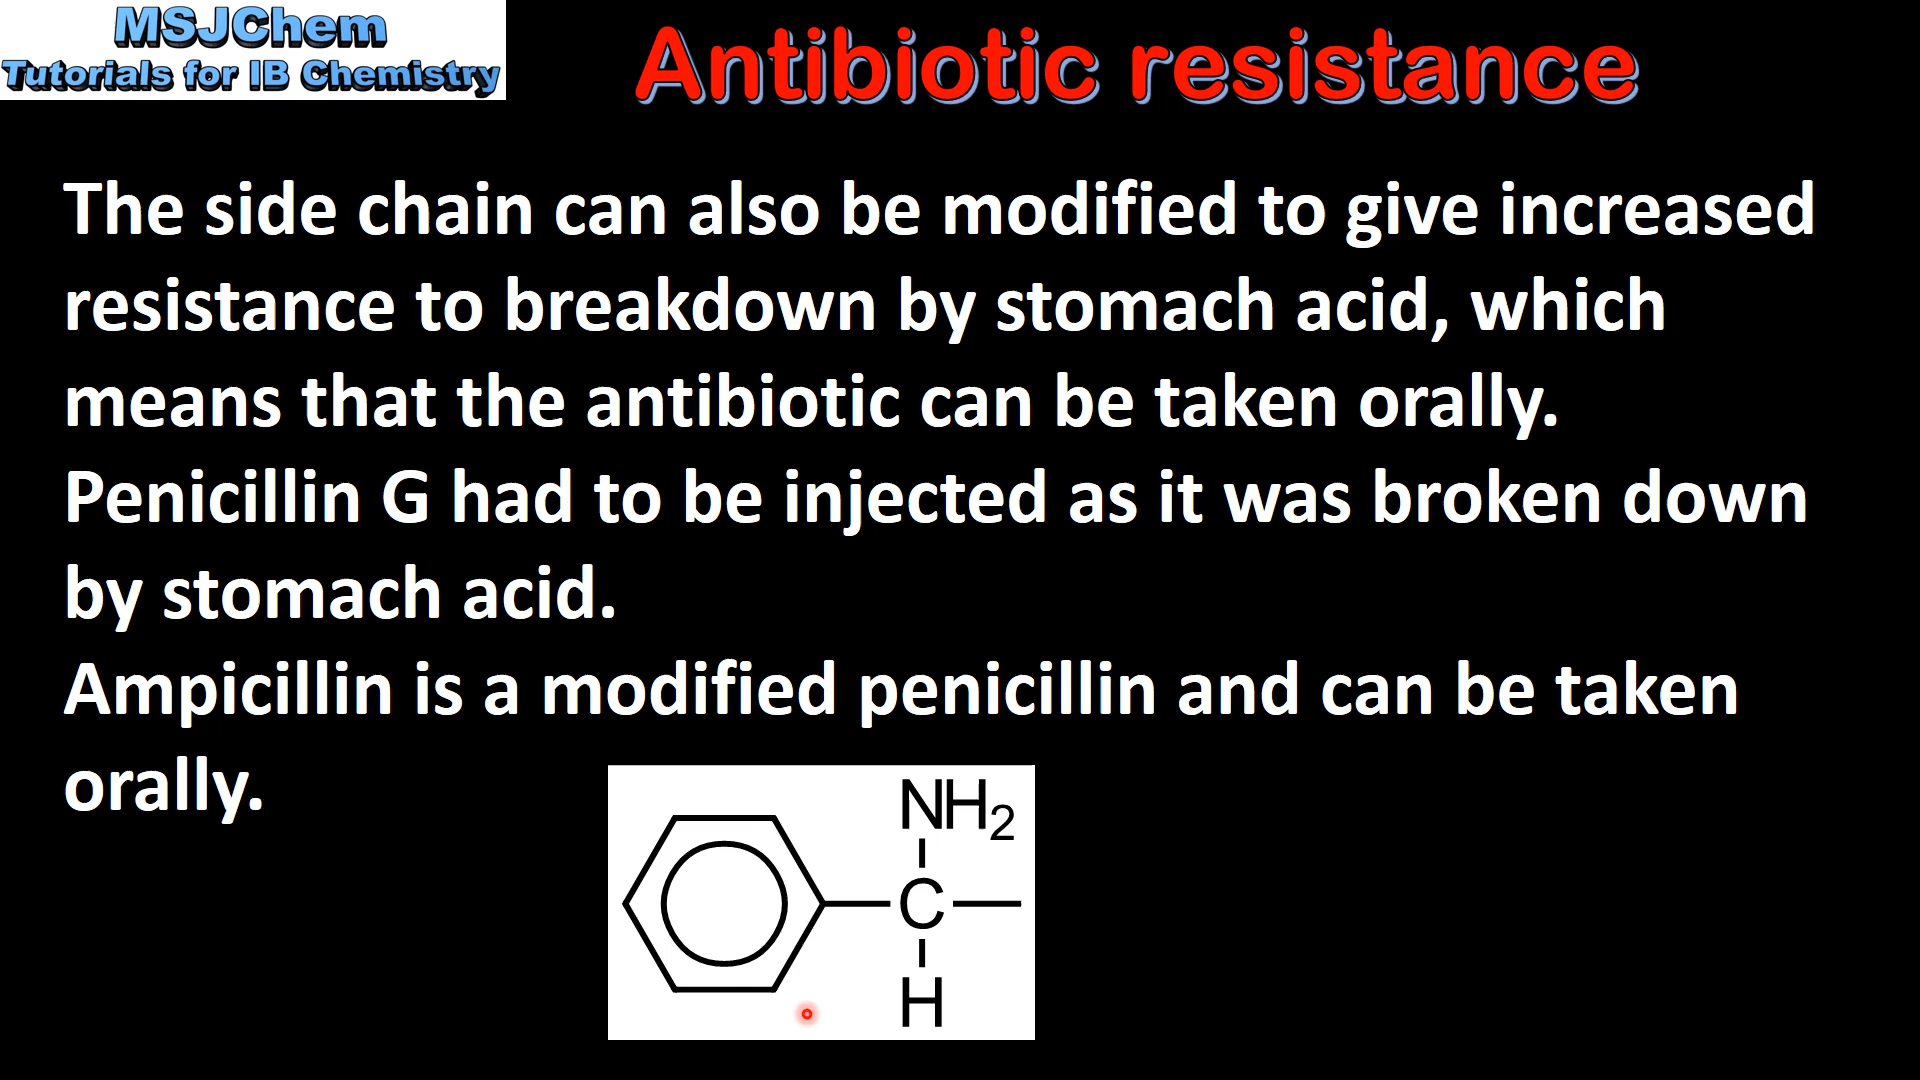 MSJChem
Tutorials for IB Chemistry
Antibiotic resistance
The side chain can also be modified to give increased
resistance to breakdown by stomach acid, which
means that the antibiotic can be taken orally.
Penicillin G had to be injected as it was broken down
by stomach acid.
Ampicillin is a modified penicillin and can be taken
orally.
NH2
C
H